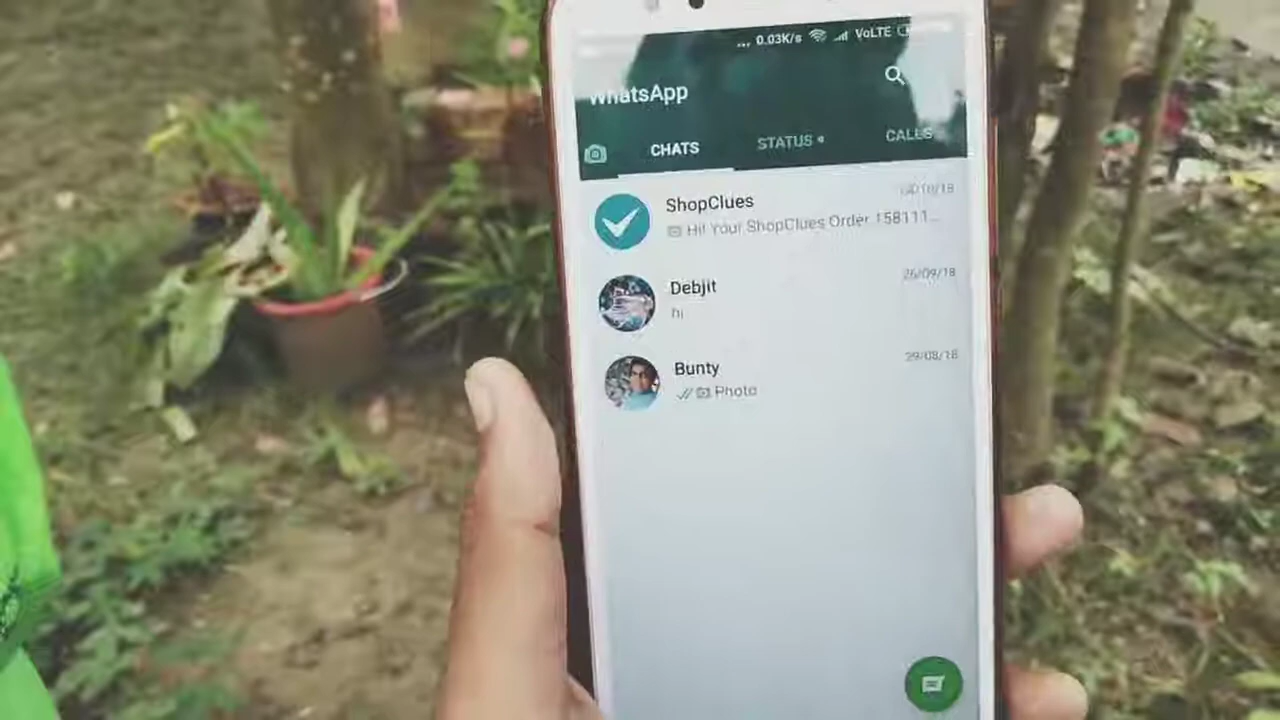 0.03K/s VoLTE
WhatsApp
CHATS STATUS CALLS
ShopClues
Hi! Your ShopClues Order 158111...
Debjit 26/09/18
hi
Bunty 29/08/18
Photo